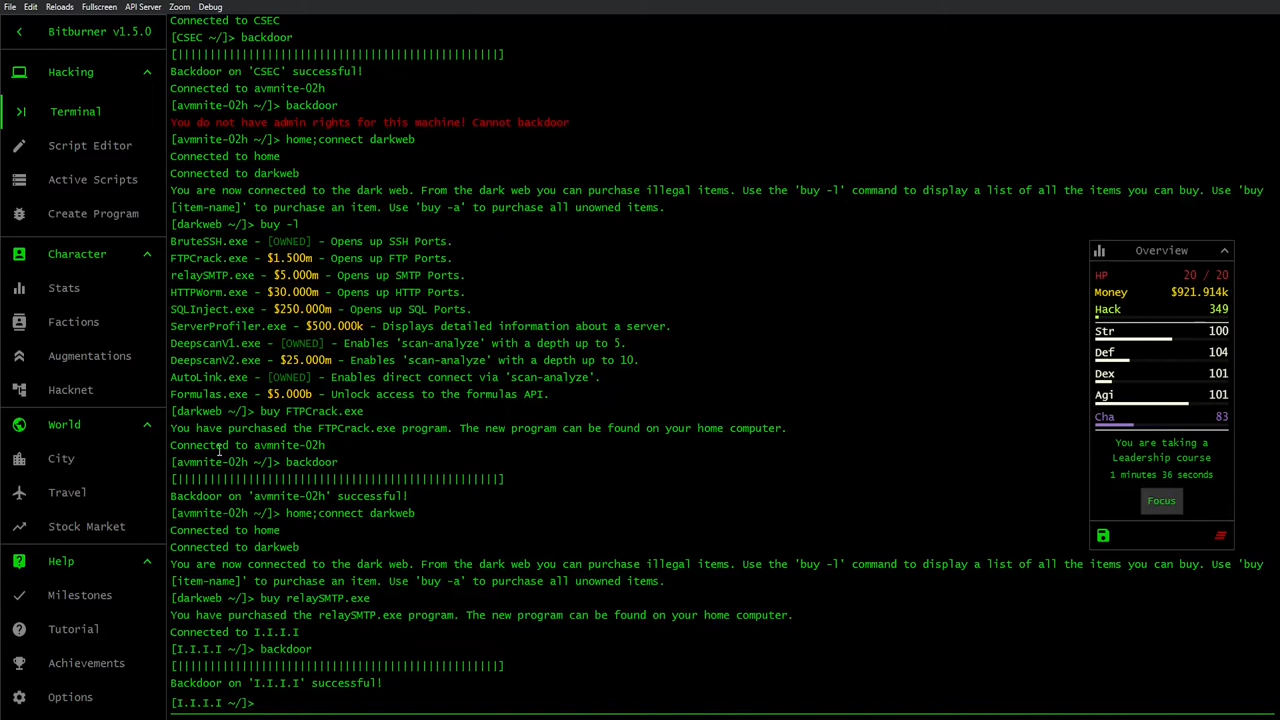 File Edit Reloads Fullscreen API Server Zoom Debug
Bitburner v1.5.0
Hacking
Terminal
Script Editor
Active Scripts
Create Program
Character
Stats
Factions
Augmentations
Hacknet
World
City
Travel
Stock Market
Help
Milestones
Tutorial
Achievements
Options
Connected to CSEC
[CSEC ~/]> backdoor
[||||||||||||||||||||||||||||||||||||||||||||||||||]
Backdoor on 'CSEC' successful!
Connected to avmnite-02h
[avmnite-02h ~/]> backdoor
You do not have admin rights for this machine! Cannot backdoor
[avmnite-02h ~/]> home;connect darkweb
Connected to home
Connected to darkweb
You are now connected to the dark web. From the dark web you can purchase illegal items. Use the 'buy -l' command to display a list of all the items you can buy. Use 'buy
[item-name]' to purchase an item. Use 'buy -a' to purchase all unowned items.
[darkweb ~/]> buy -l
BruteSSH.exe - [OWNED] - Opens up SSH Ports.
FTPCrack.exe - $1.500m - Opens up FTP Ports.
relaySMTP.exe - $5.000m - Opens up SMTP Ports.
HTTPWorm.exe - $30.000m - Opens up HTTP Ports.
SQLInject.exe - $250.000m - Opens up SQL Ports.
ServerProfiler.exe - $500.000k - Displays detailed information about a server.
DeepscanV1.exe - [OWNED] - Enables 'scan-analyze' with a depth up to 5.
DeepscanV2.exe - $25.000m - Enables 'scan-analyze' with a depth up to 10.
AutoLink.exe - [OWNED] - Enables direct connect via 'scan-analyze'.
Formulas.exe - $5.000b - Unlock access to the formulas API.
[darkweb ~/]> buy FTPCrack.exe
You have purchased the FTPCrack.exe program. The new program can be found on your home computer.
Connected to avmnite-02h
[avmnite-02h ~/]> backdoor
[||||||||||||||||||||||||||||||||||||||||||||||||||]
Backdoor on 'avmnite-02h' successful!
[avmnite-02h ~/]> home;connect darkweb
Connected to home
Connected to darkweb
You are now connected to the dark web. From the dark web you can purchase illegal items. Use the 'buy -l' command to display a list of all the items you can buy. Use 'buy
[item-name]' to purchase an item. Use 'buy -a' to purchase all unowned items.
[darkweb ~/]> buy relaySMTP.exe
You have purchased the relaySMTP.exe program. The new program can be found on your home computer.
Connected to I.I.I.I
[I.I.I.I ~/]> backdoor
[||||||||||||||||||||||||||||||||||||||||||||||||||]
Backdoor on 'I.I.I.I' successful!
[I.I.I.I ~/]>
Overview
HP 20 / 20
Money $921.914k
Hack 349
Str 100
Def 104
Dex 101
Agi 101
Cha 83
You are taking a
Leadership course
1 minutes 36 seconds
Focus